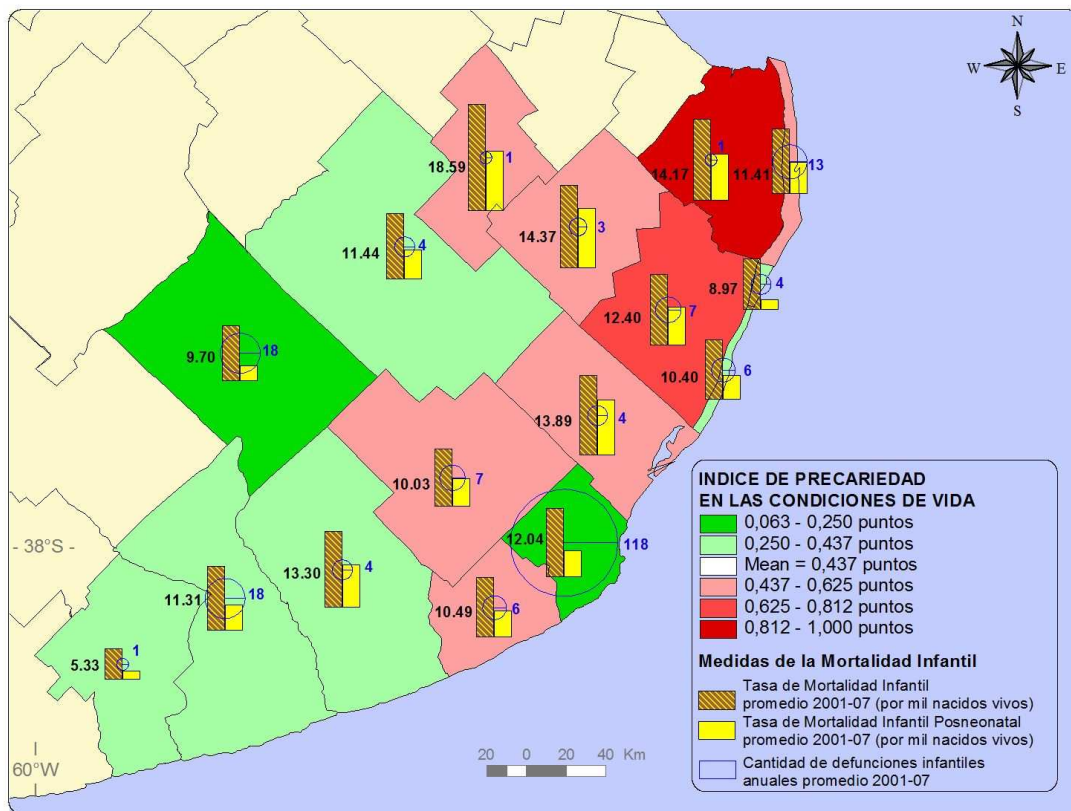 N
W E
S
18.59 1
14.17 1
11.41 13
11.44 4
14.37 3
8.97 4
12.40 7
9.70 18
10.40 6
13.89 4
10.03 7
12.04 118
13.30 4
10.49 6
11.31 18
5.33 1
- 38°S -
60°W
20 0 20 40 Km
INDICE DE PRECARIEDAD
EN LAS CONDICIONES DE VIDA
0,063 - 0,250 puntos
0,250 - 0,437 puntos
Mean = 0,437 puntos
0,437 - 0,625 puntos
0,625 - 0,812 puntos
0,812 - 1,000 puntos
Medidas de la Mortalidad Infantil
Tasa de Mortalidad Infantil
promedio 2001-07 (por mil nacidos vivos)
Tasa de Mortalidad Infantil Posneonatal
promedio 2001-07 (por mil nacidos vivos)
Cantidad de defunciones infantiles
anuales promedio 2001-07